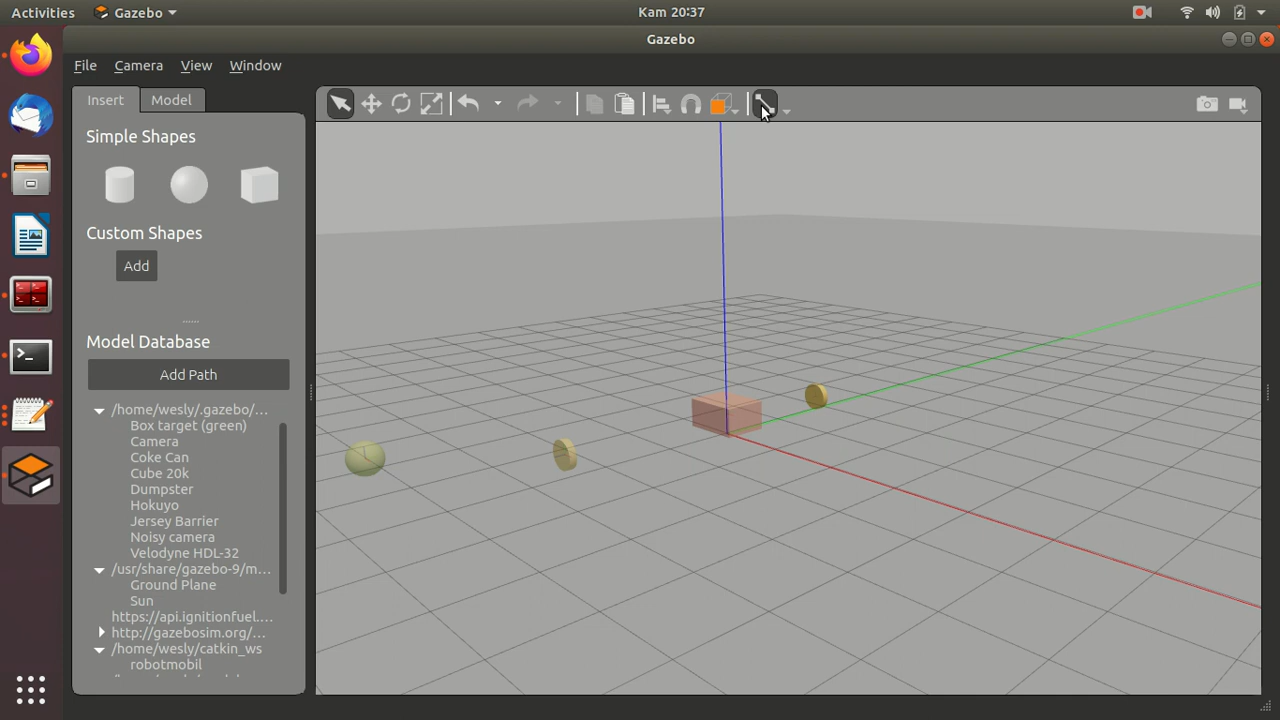 Activities
Gazebo
Kam 20:37
Gazebo
File
Camera
View
Window
Insert
Model
Simple Shapes
Custom Shapes
Add
Model Database
Add Path
/home/wesly/.gazebo/...
Box target (green)
Camera
Coke Can
Cube 20k
Dumpster
Hokuyo
Jersey Barrier
Noisy camera
Velodyne HDL-32
/usr/share/gazebo-9/m...
Ground Plane
Sun
https://api.ignitionfuel....
http://gazebosim.org/...
/home/wesly/catkin_ws
robotmobil